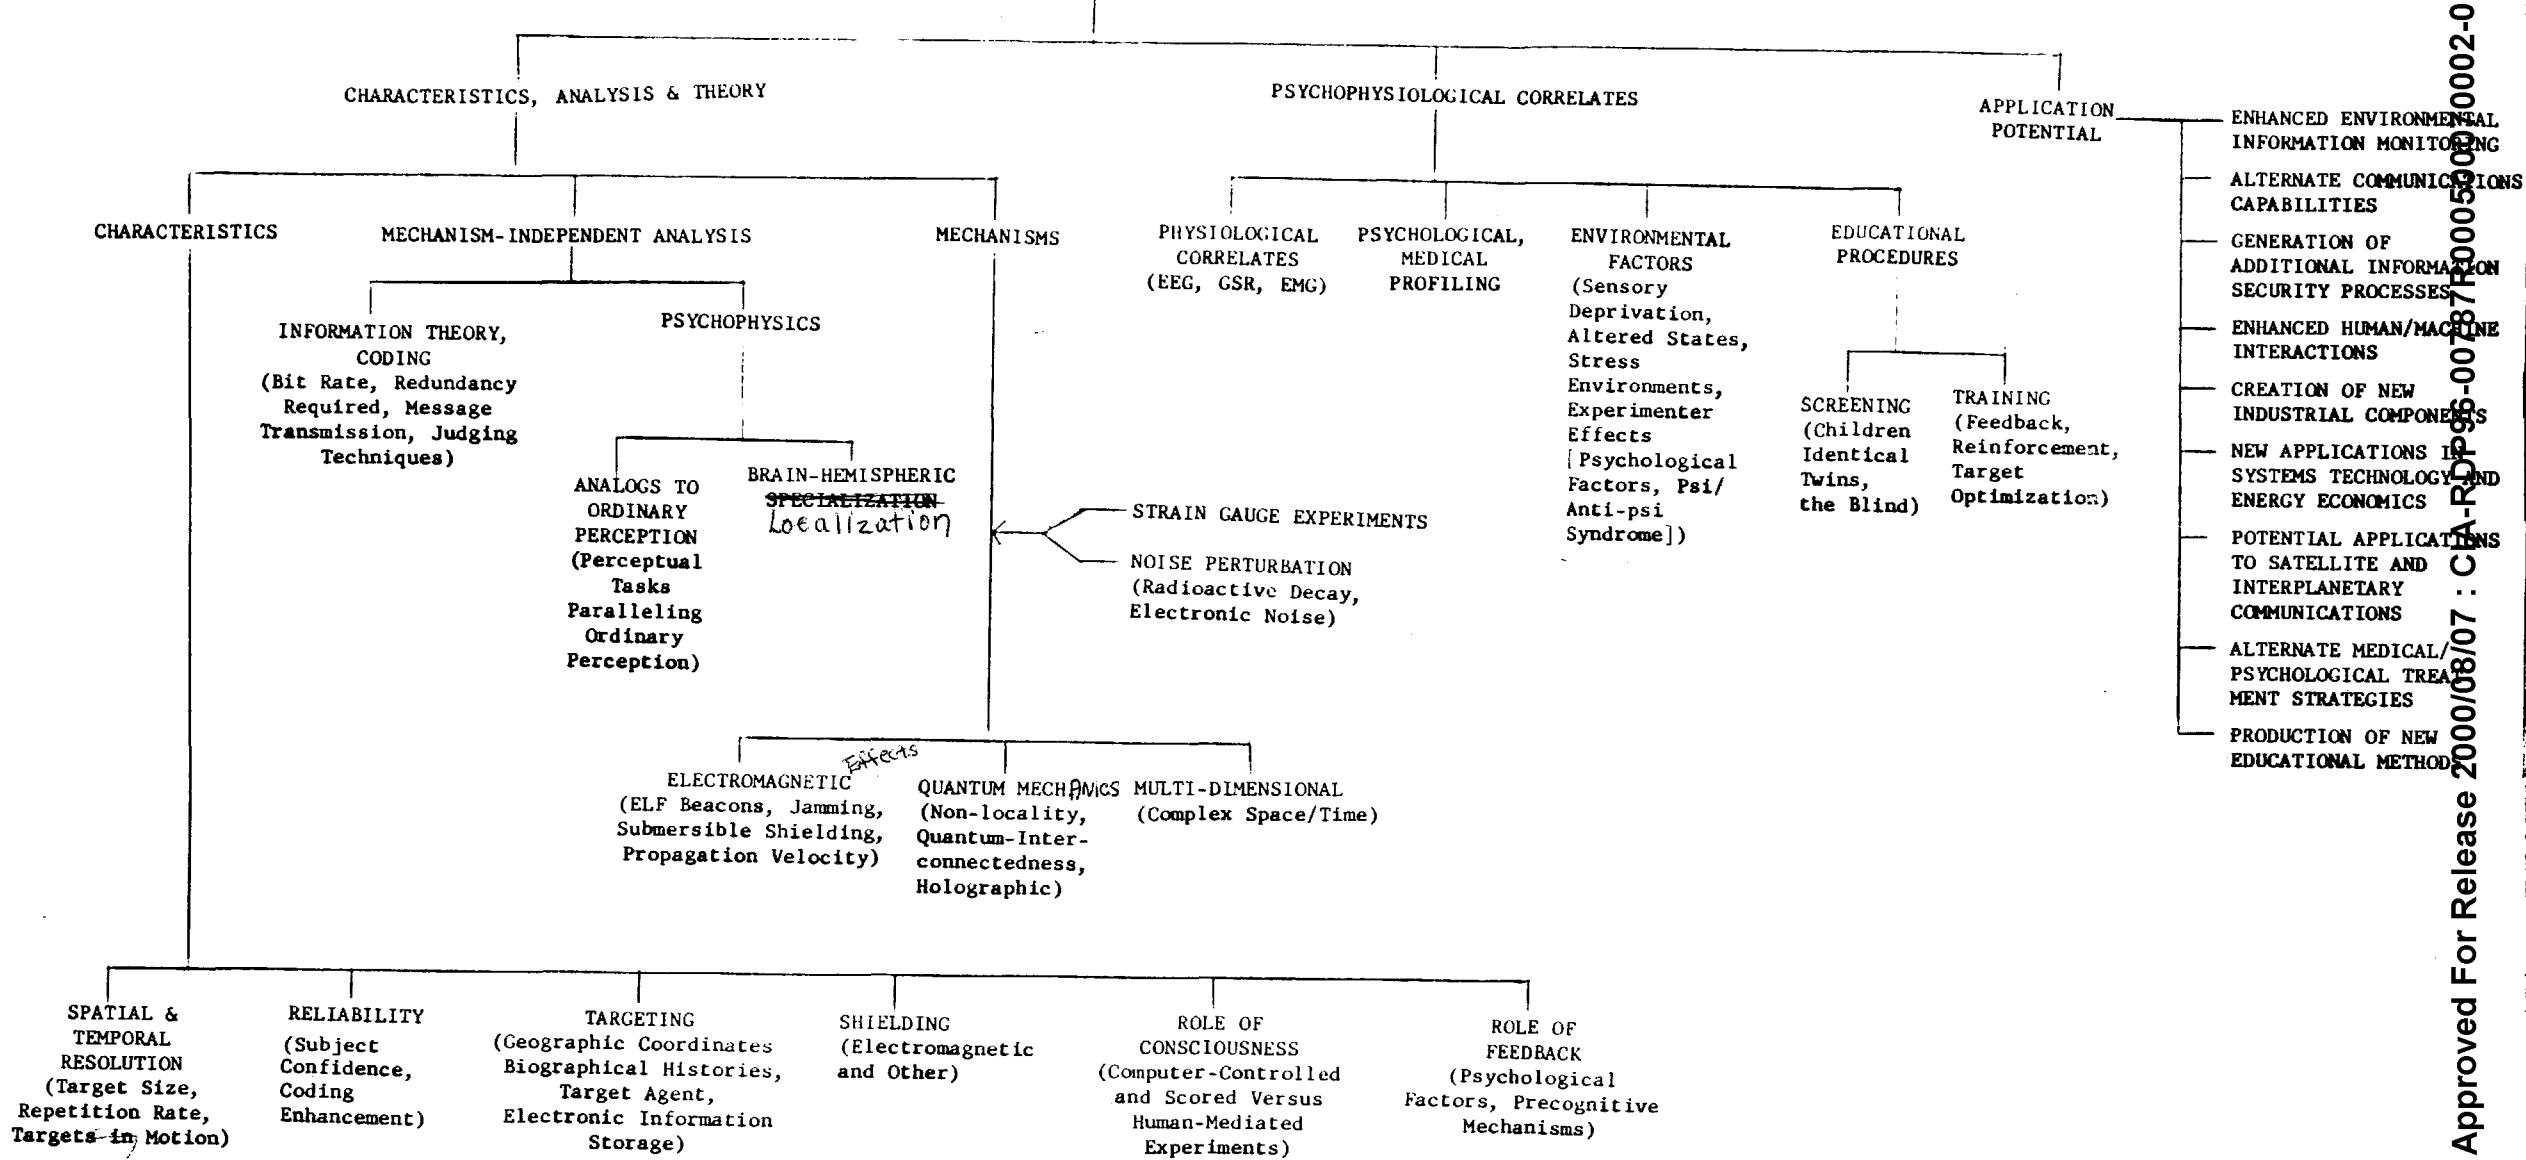 CHARACTERISTICS, ANALYSIS & THEORY
PSYCHOPHYSIOLOGICAL CORRELATES
APPLICATION
POTENTIAL
CHARACTERISTICS
MECHANISM-INDEPENDENT ANALYSIS
MECHANISMS
INFORMATION THEORY,
CODING
(Bit Rate, Redundancy
Required, Message
Transmission, Judging
Techniques)
PSYCHOPHYSICS
ANALOGS TO
ORDINARY
PERCEPTION
(Perceptual
Tasks
Paralleling
Ordinary
Perception)
BRAIN-HEMISPHERIC
SPECIALIZATION
Localization
STRAIN GAUGE EXPERIMENTS
NOISE PERTURBATION
(Radioactive Decay,
Electronic Noise)
Effects
ELECTROMAGNETIC
(ELF Beacons, Jamming,
Submersible Shielding,
Propagation Velocity)
QUANTUM MECHANICS
(Non-locality,
Quantum-Inter-
connectedness,
Holographic)
MULTI-DIMENSIONAL
(Complex Space/Time)
SPATIAL &
TEMPORAL
RESOLUTION
(Target Size,
Repetition Rate,
Targets in Motion)
RELIABILITY
(Subject
Confidence,
Coding
Enhancement)
TARGETING
(Geographic Coordinates
Biographical Histories,
Target Agent,
Electronic Information
Storage)
SHIELDING
(Electromagnetic
and Other)
ROLE OF
CONSCIOUSNESS
(Computer-Controlled
and Scored Versus
Human-Mediated
Experiments)
ROLE OF
FEEDBACK
(Psychological
Factors, Precognitive
Mechanisms)
PHYSIOLOGICAL
CORRELATES
(EEG, GSR, EMG)
PSYCHOLOGICAL,
MEDICAL
PROFILING
ENVIRONMENTAL
FACTORS
(Sensory
Deprivation,
Altered States,
Stress
Environments,
Experimenter
Effects
[Psychological
Factors, Psi/
Anti-psi
Syndrome])
EDUCATIONAL
PROCEDURES
SCREENING
(Children
Identical
Twins,
the Blind)
TRAINING
(Feedback,
Reinforcement,
Target
Optimization)
ENHANCED ENVIRONMENTAL
INFORMATION MONITORING
ALTERNATE COMMUNICATIONS
CAPABILITIES
GENERATION OF
ADDITIONAL INFORMATION
SECURITY PROCESSES
ENHANCED HUMAN/MACHINE
INTERACTIONS
CREATION OF NEW
INDUSTRIAL COMPONENTS
NEW APPLICATIONS IN
SYSTEMS TECHNOLOGY AND
ENERGY ECONOMICS
POTENTIAL APPLICATIONS
TO SATELLITE AND
INTERPLANETARY
COMMUNICATIONS
ALTERNATE MEDICAL/
PSYCHOLOGICAL TREAT
MENT STRATEGIES
PRODUCTION OF NEW
EDUCATIONAL METHODS
Approved For Release 2000/08/07 : CIA-RDP96-00787R000500240002-0